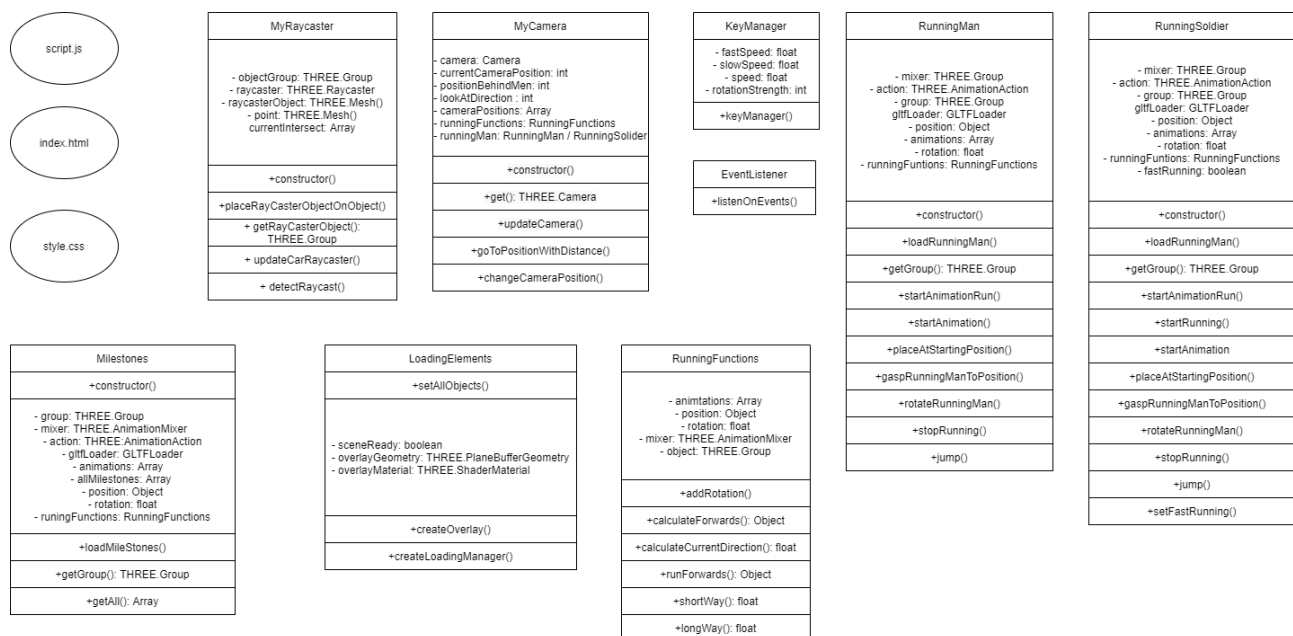 script.js
index.html
style.css
MyRaycaster
- objectGroup: THREE.Group
- raycaster: THREE.Raycaster
- raycasterObject: THREE.Mesh()
- point: THREE.Mesh()
currentIntersect: Array
+constructor()
+placeRayCasterObjectOnObject()
+ getRayCasterObject():
THREE.Group
+ updateCarRaycaster()
+ detectRaycast()
MyCamera
- camera: Camera
- currentCameraPosition: int
- positionBehindMen: int
- lookAtDirection : int
- cameraPositions: Array
- runningFunctions: RunningFunctions
- runningMan: RunningMan / RunningSolider
+constructor()
+get(): THREE.Camera
+updateCamera()
+goToPositionWithDistance()
+changeCameraPosition()
KeyManager
- fastSpeed: float
- slowSpeed: float
- speed: float
- rotationStrength: int
+keyManager()
EventListener
+listenOnEvents()
RunningMan
- mixer: THREE.Group
- action: THREE.AnimationAction
- group: THREE.Group
gltfLoader: GLTFLoader
- position: Object
- animations: Array
- rotation: float
- runningFuntions: RunningFunctions
+constructor()
+loadRunningMan()
+getGroup(): THREE.Group
+startAnimationRun()
+startAnimation()
+placeAtStartingPosition()
+gaspRunningManToPosition()
+rotateRunningMan()
+stopRunning()
+jump()
RunningSoldier
- mixer: THREE.Group
- action: THREE.AnimationAction
- group: THREE.Group
gltfLoader: GLTFLoader
- position: Object
- animations: Array
- rotation: float
- runningFuntions: RunningFunctions
- fastRunning: boolean
+constructor()
+loadRunningMan()
+getGroup(): THREE.Group
+startAnimationRun()
+startRunning()
+startAnimation
+placeAtStartingPosition()
+gaspRunningManToPosition()
+rotateRunningMan()
+stopRunning()
+jump()
+setFastRunning()
Milestones
+constructor()
- group: THREE.Group
- mixer: THREE.AnimationMixer
- action: THREE:AnimationAction
- gltfLoader: GLTFLoader
- animations: Array
- allMilestones: Array
- position: Object
- rotation: float
- runingFunctions: RunningFunctions
+loadMileStones()
+getGroup(): THREE.Group
+getAll(): Array
LoadingElements
+setAllObjects()
- sceneReady: boolean
- overlayGeometry: THREE.PlaneBufferGeometry
- overlayMaterial: THREE.ShaderMaterial
+createOverlay()
+createLoadingManager()
RunningFunctions
- animtations: Array
- position: Object
- rotation: float
- mixer: THREE.AnimationMixer
- object: THREE.Group
+addRotation()
+calculateForwards(): Object
+calculateCurrentDirection(): float
+runForwards(): Object
+shortWay(): float
+longWay(): float